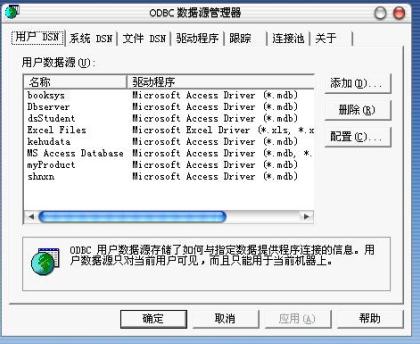 ODBC 数据源管理器
用户 DSN 系统 DSN 文件 DSN 驱动程序 跟踪 连接池 关于
用户数据源(U):
名称 驱动程序
booksys Microsoft Access Driver (*.mdb)
Dbserver Microsoft Access Driver (*.mdb)
dsStudent Microsoft Access Driver (*.mdb)
Excel Files Microsoft Excel Driver (*.xls, *.x
kehudata Microsoft Access Driver (*.mdb)
MS Access Database Microsoft Access Driver (*.mdb, *.
myProduct Microsoft Access Driver (*.mdb)
shnxn Microsoft Access Driver (*.mdb)
添加(D)...
删除(R)
配置(C)...
ODBC 用户数据源存储了如何与指定数据提供程序连接的信息。用
户数据源只对当前用户可见，而且只能用于当前机器上。
确定 取消 应用(A) 帮助